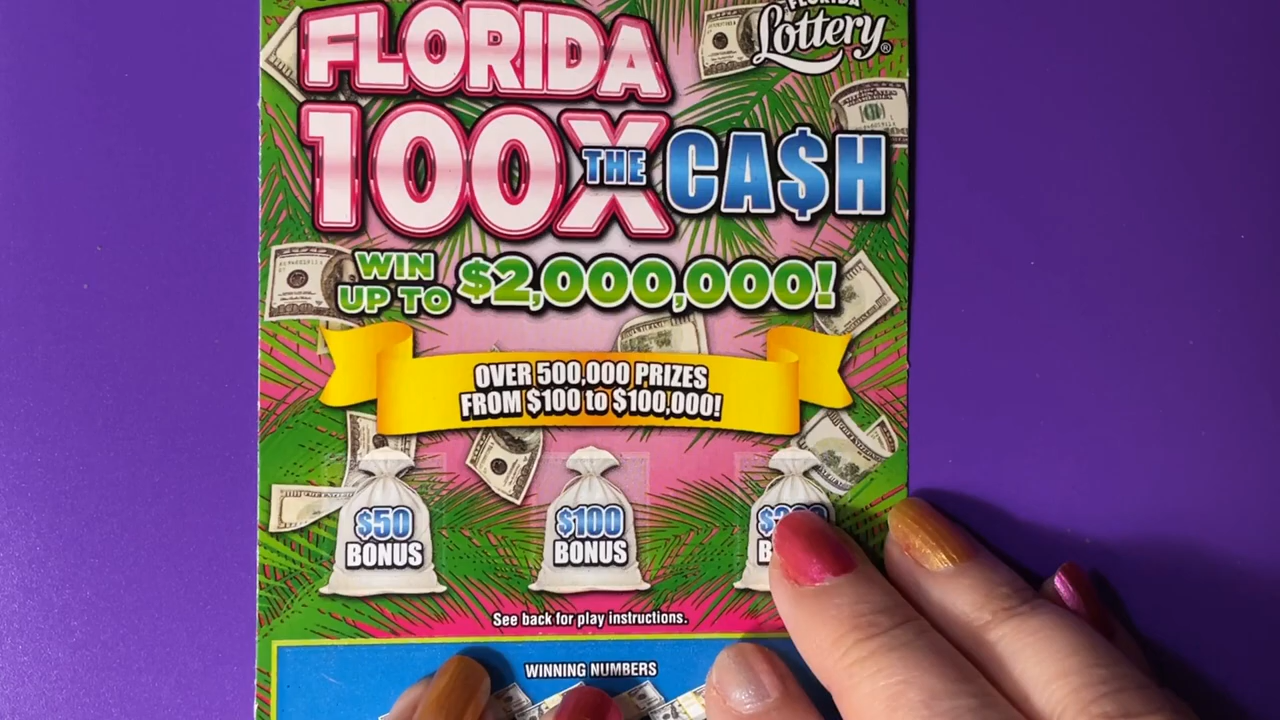 FLORIDA
Lottery®
FLORIDA
100X THE CA$H
WIN
UP TO $2,000,000!
OVER 500,000 PRIZES
FROM $100 to $100,000!
$50
BONUS
$100
BONUS
See back for play instructions.
WINNING NUMBERS